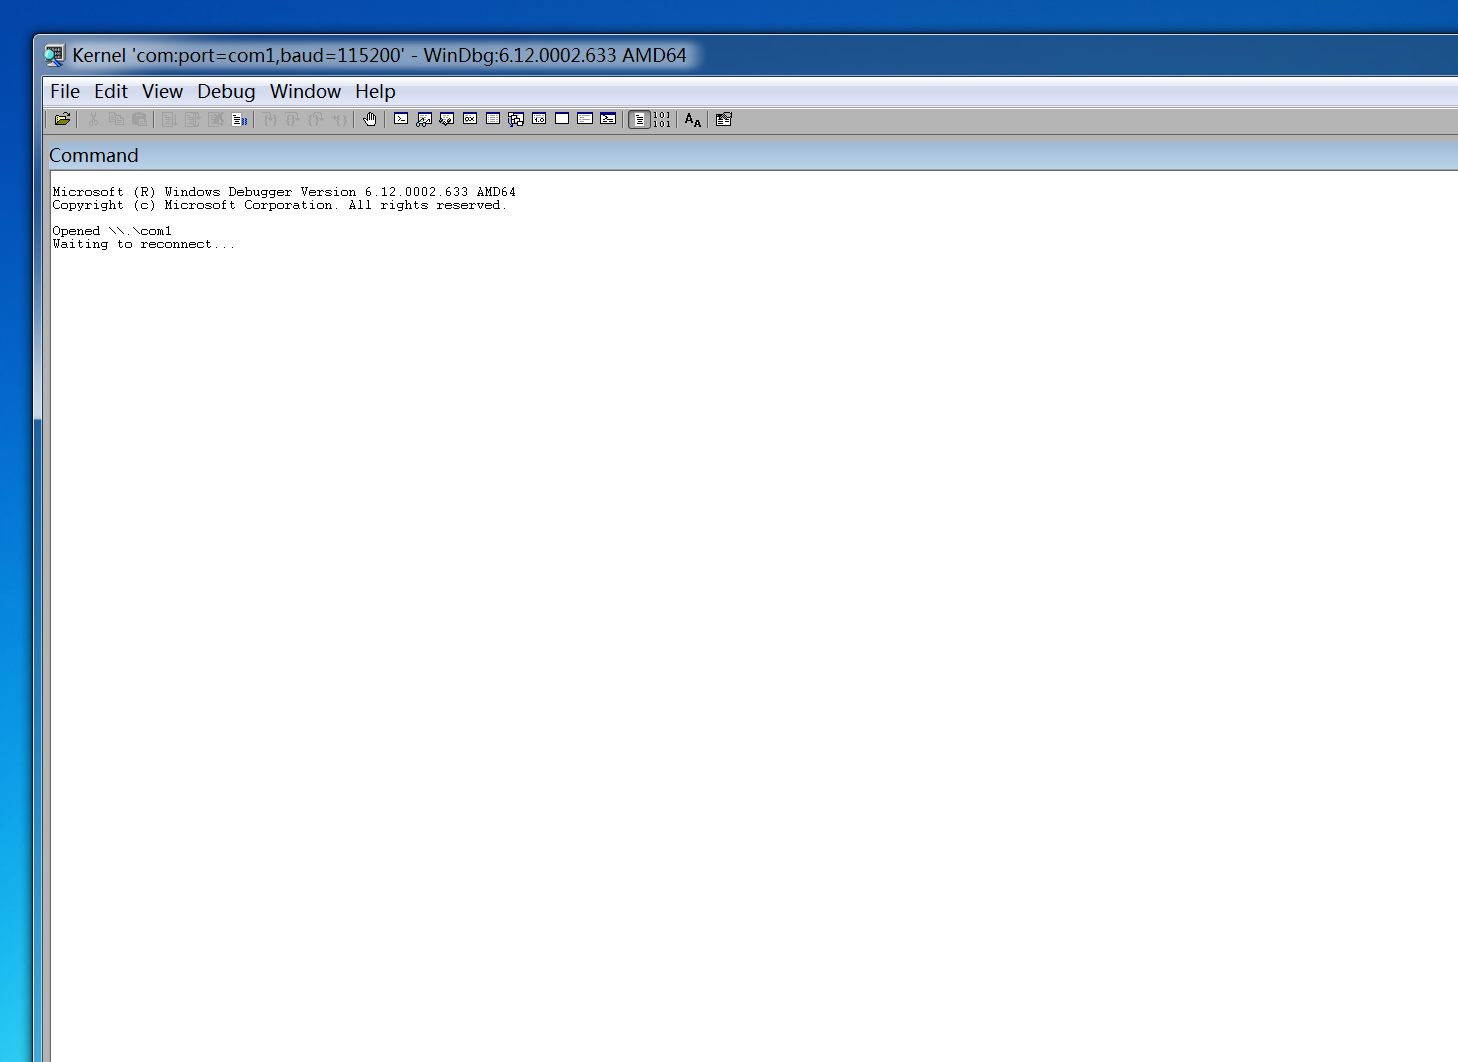 Kernel 'com:port=com1,baud=115200' - WinDbg:6.12.0002.633 AMD64
File Edit View Debug Window Help
Command
Microsoft (R) Windows Debugger Version 6.12.0002.633 AMD64
Copyright (c) Microsoft Corporation. All rights reserved.
Opened \\.\com1
Waiting to reconnect...